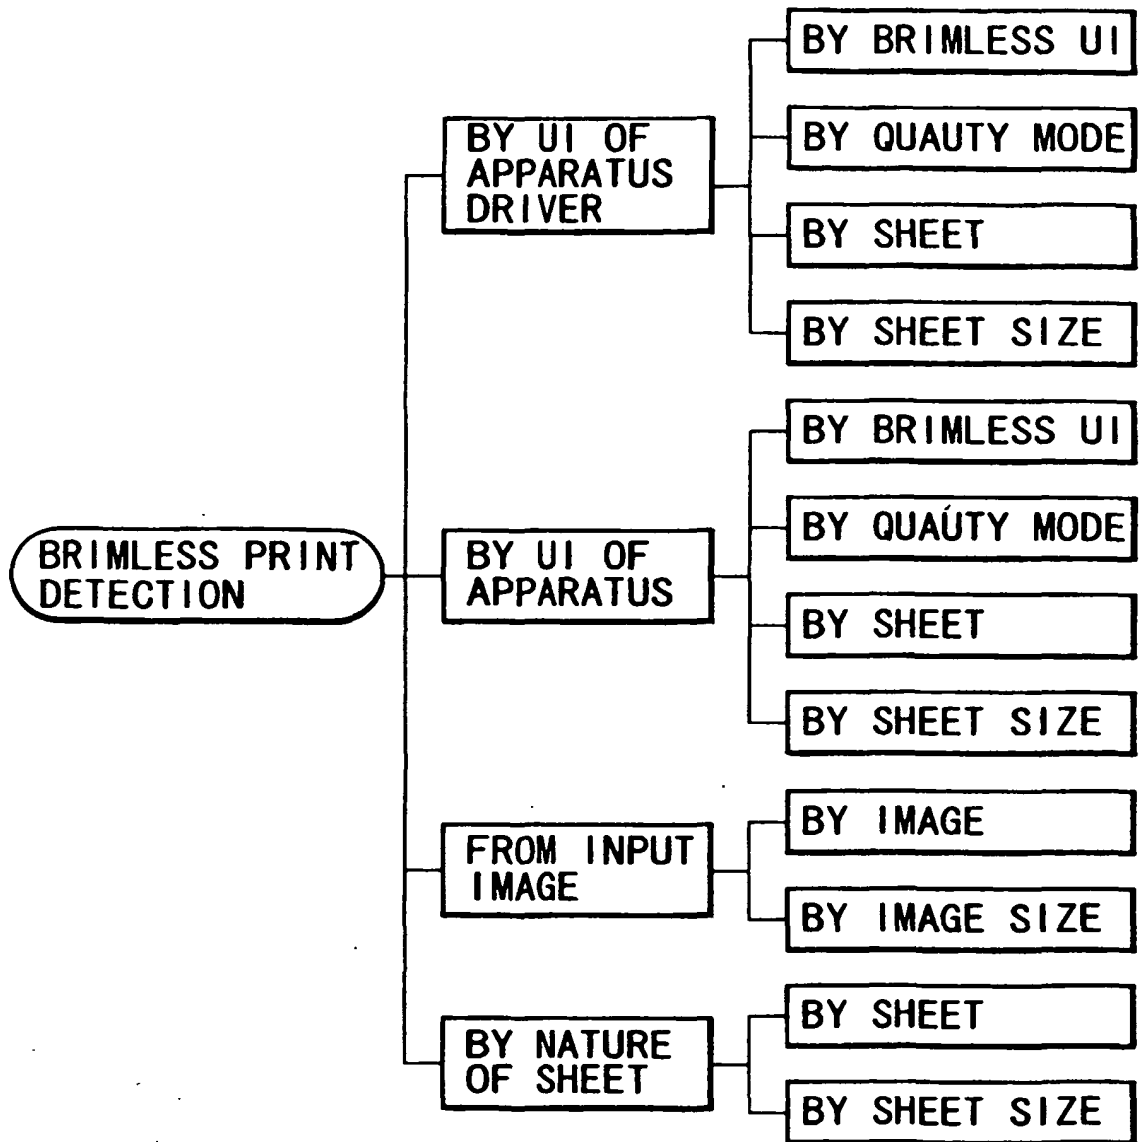 BRIMLESS PRINT
DETECTION
BY UI OF
APPARATUS
DRIVER
BY BRIMLESS UI
BY QUAUTY MODE
BY SHEET
BY SHEET SIZE
BY UI OF
APPARATUS
BY BRIMLESS UI
BY QUAÚTY MODE
BY SHEET
BY SHEET SIZE
FROM INPUT
IMAGE
BY IMAGE
BY IMAGE SIZE
BY NATURE
OF SHEET
BY SHEET
BY SHEET SIZE